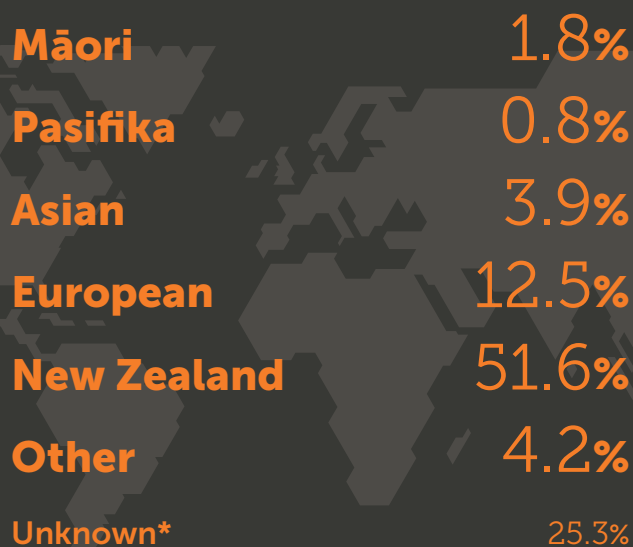 Māori 1.8%
Pasifika 0.8%
Asian 3.9%
European 12.5%
New Zealand 51.6%
Other 4.2%
Unknown* 25.3%